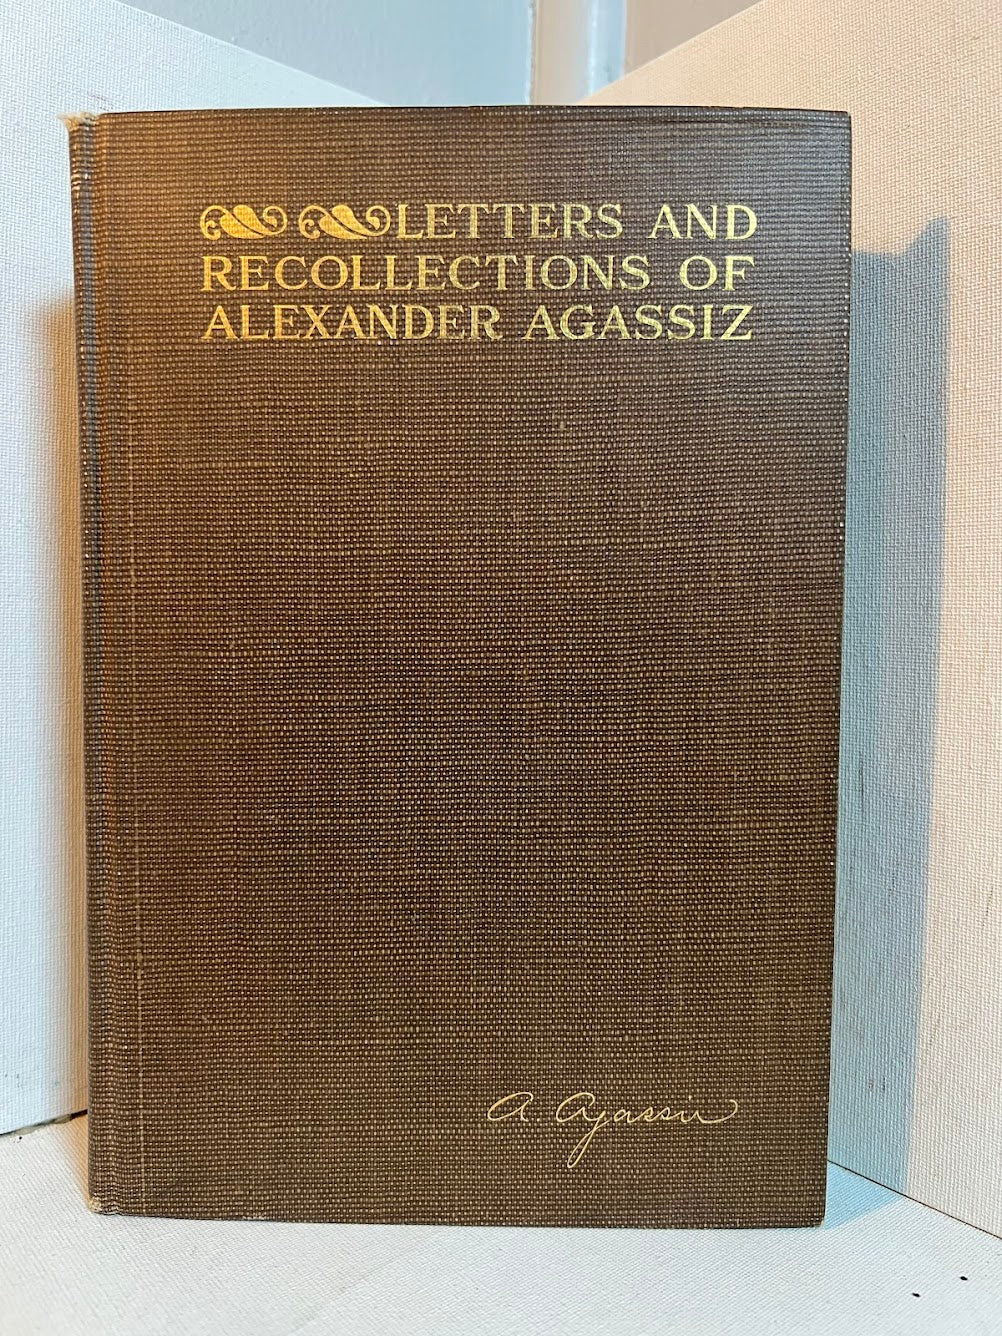 LETTERS AND
RECOLLECTIONS OF
ALEXANDER AGASSIZ
A. Agassiz